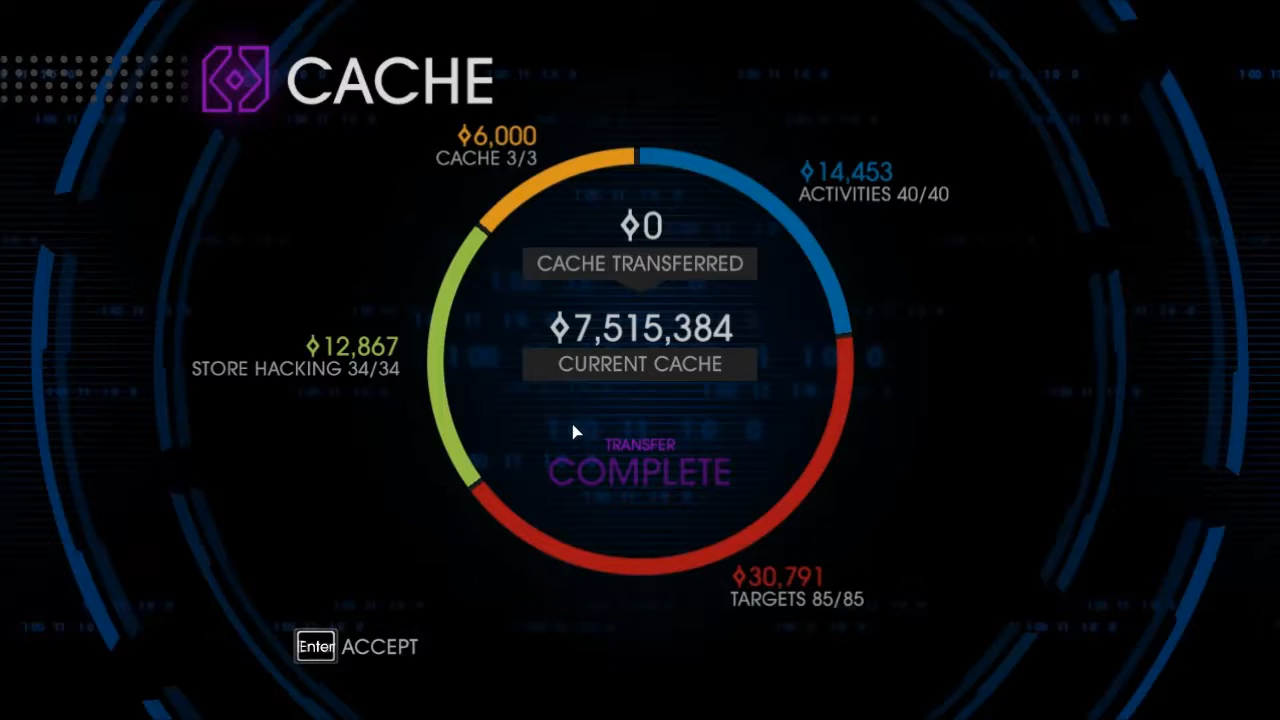 CACHE
6,000
CACHE 3/3
14,453
ACTIVITIES 40/40
0
CACHE TRANSFERRED
7,515,384
CURRENT CACHE
12,867
STORE HACKING 34/34
TRANSFER
COMPLETE
30,791
TARGETS 85/85
Enter ACCEPT